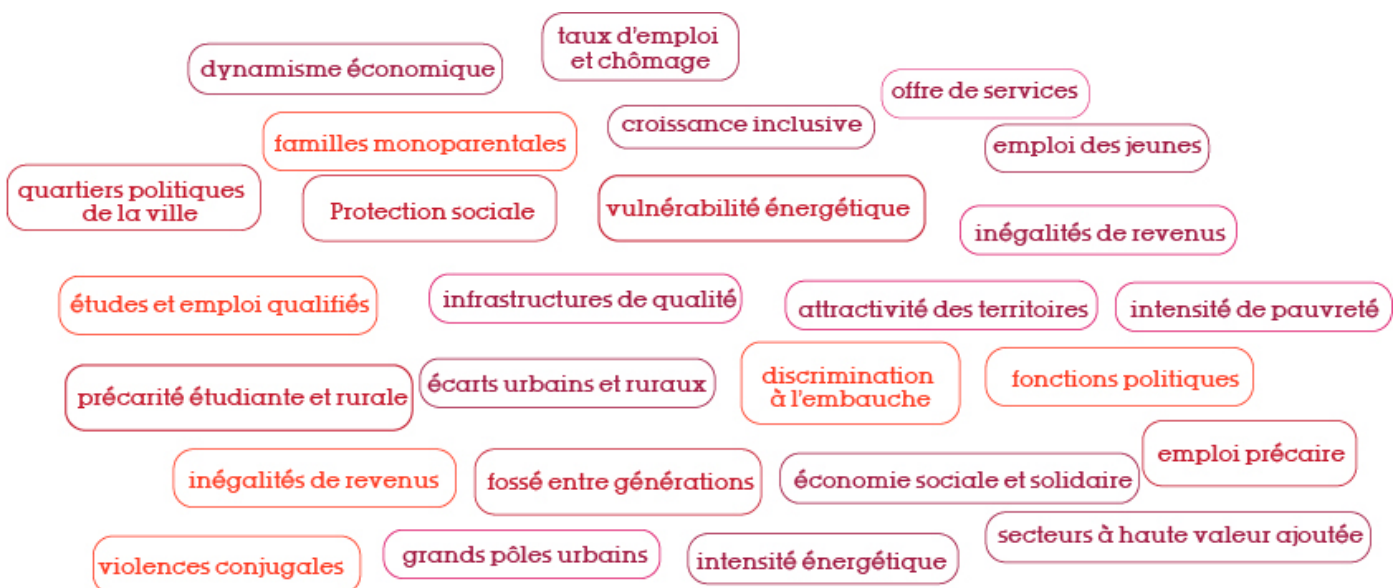 taux d'emploi
et chômage
dynamisme économique
offre de services
croissance inclusive
familles monoparentales
emploi des jeunes
quartiers politiques
de la ville
Protection sociale
vulnérabilité énergétique
inégalités de revenus
études et emploi qualifiés
infrastructures de qualité
attractivité des territoires
intensité de pauvreté
précarité étudiante et rurale
écarts urbains et ruraux
discrimination
à l'embauche
fonctions politiques
emploi précaire
inégalités de revenus
fossé entre générations
économie sociale et solidaire
secteurs à haute valeur ajoutée
violences conjugales
grands pôles urbains
intensité énergétique